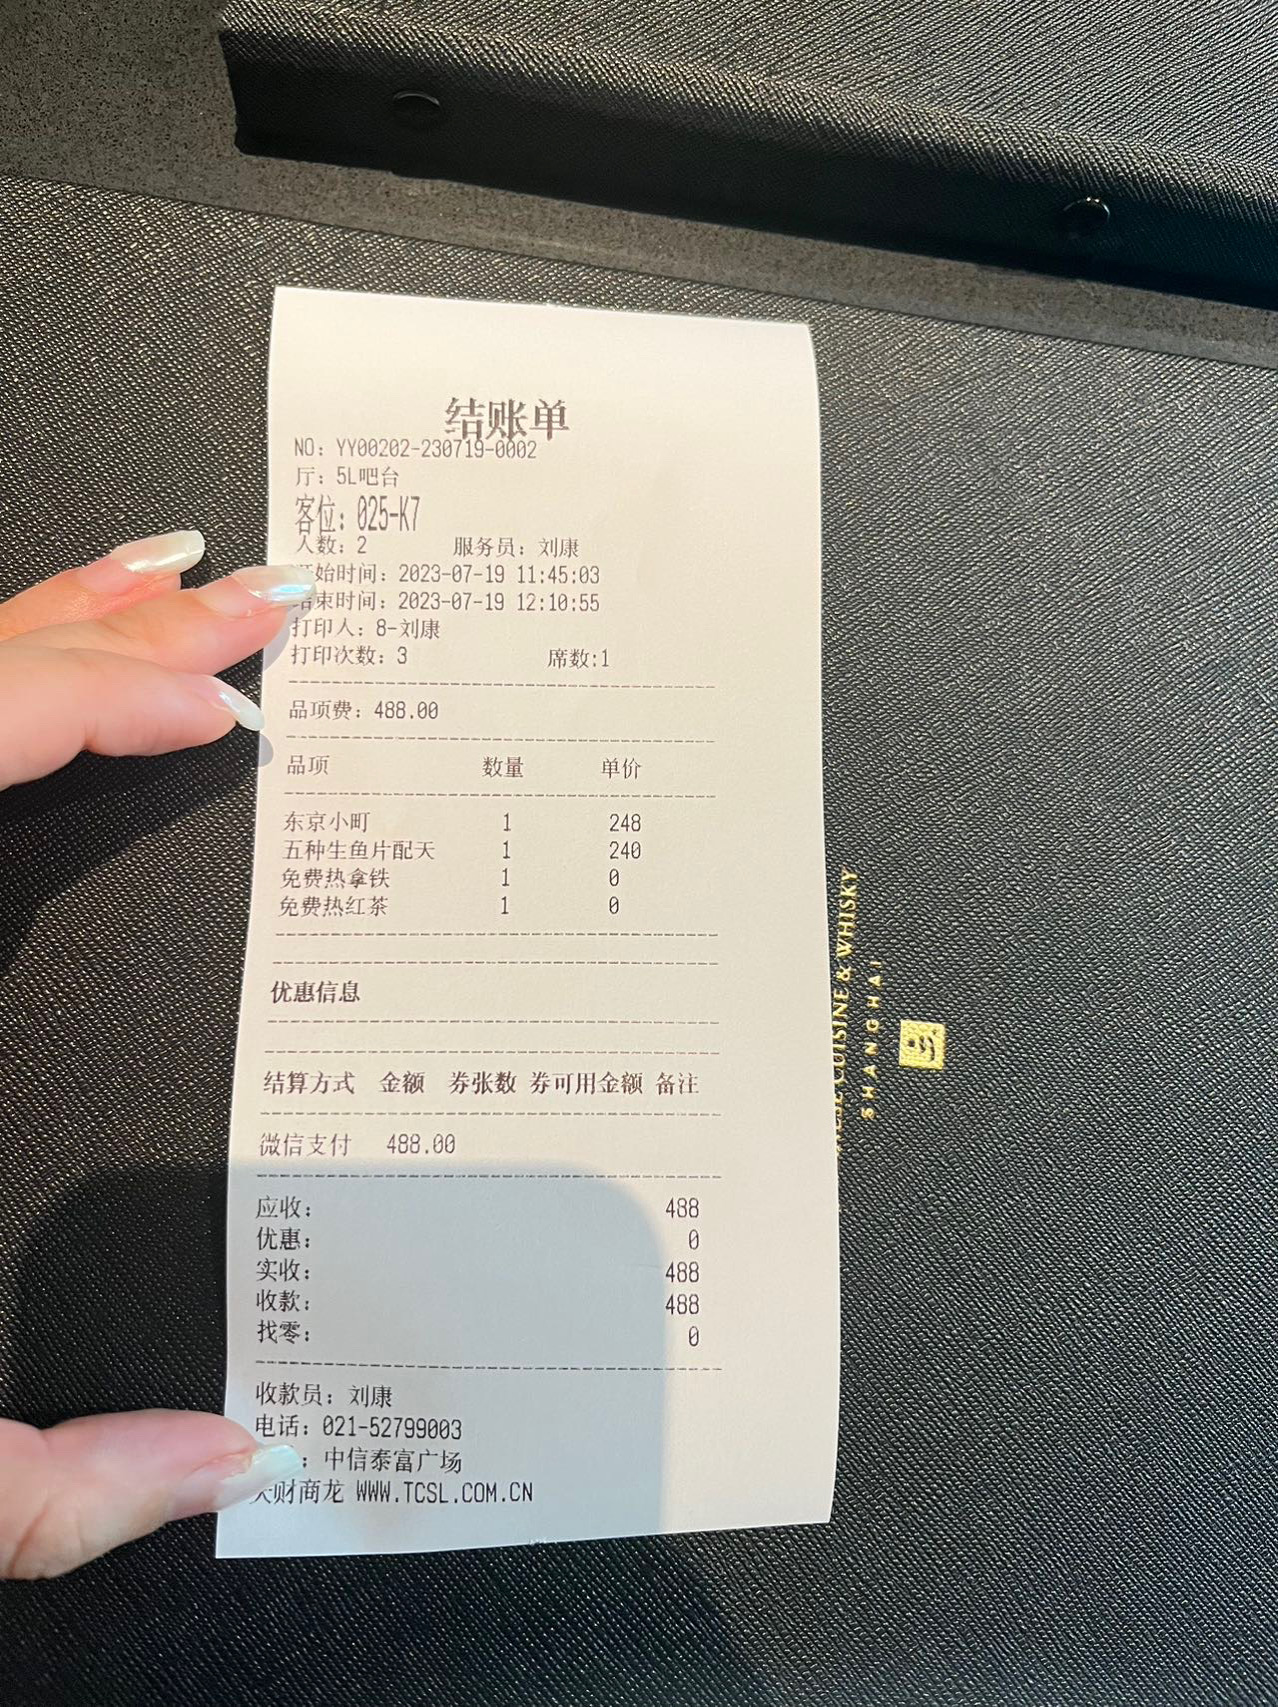 结账单
NO: YY00202-230719-0002
厅: 5L吧台
客位: 025-K7
人数: 2 服务员: 刘康
始时间: 2023-07-19 11:45:03
结束时间: 2023-07-19 12:10:55
打印人: 8-刘康
打印次数: 3 席数:1
品项费: 488.00
品项 数量 单价
东京小町 1 248
五种生鱼片配天 1 240
免费热拿铁 1 0
免费热红茶 1 0
优惠信息
结算方式 金额 券张数 券可用金额 备注
微信支付 488.00
应收: 488
优惠: 0
实收: 488
收款: 488
找零: 0
收款员: 刘康
电话: 021-52799003
: 中信泰富广场
天财商龙 WWW.TCSL.COM.CN
CUISINE & WHISKY
SHANGHAI